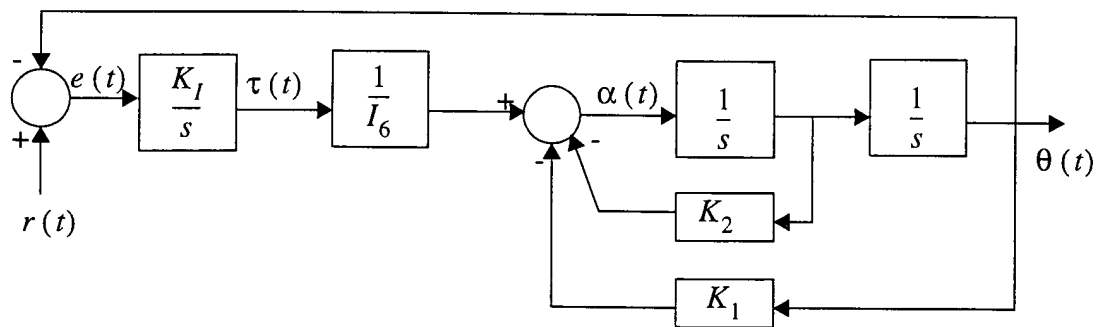 -
e (t)
K_I
s
τ (t)
1
I_6
+
α (t)
1
s
1
s
+
-
-
θ (t)
r (t)
K_2
K_1